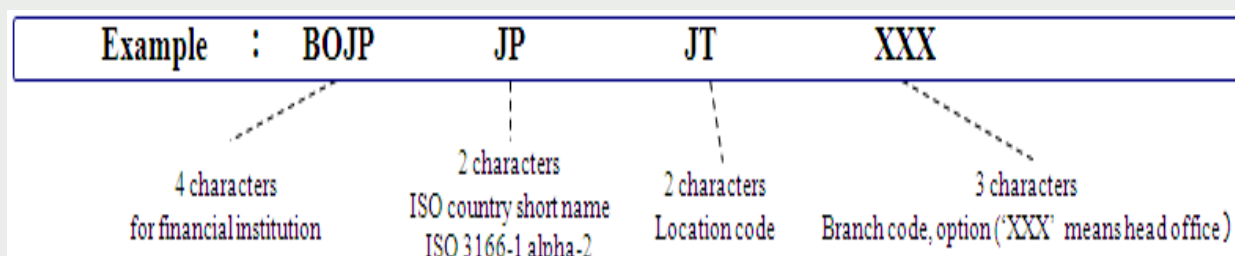 Example : BOJP JP JT XXX
4 characters
for financial institution
2 characters
ISO country short name
ISO 3166-1 alpha-2
2 characters
Location code
3 characters
Branch code, option (‘XXX’ means head office)